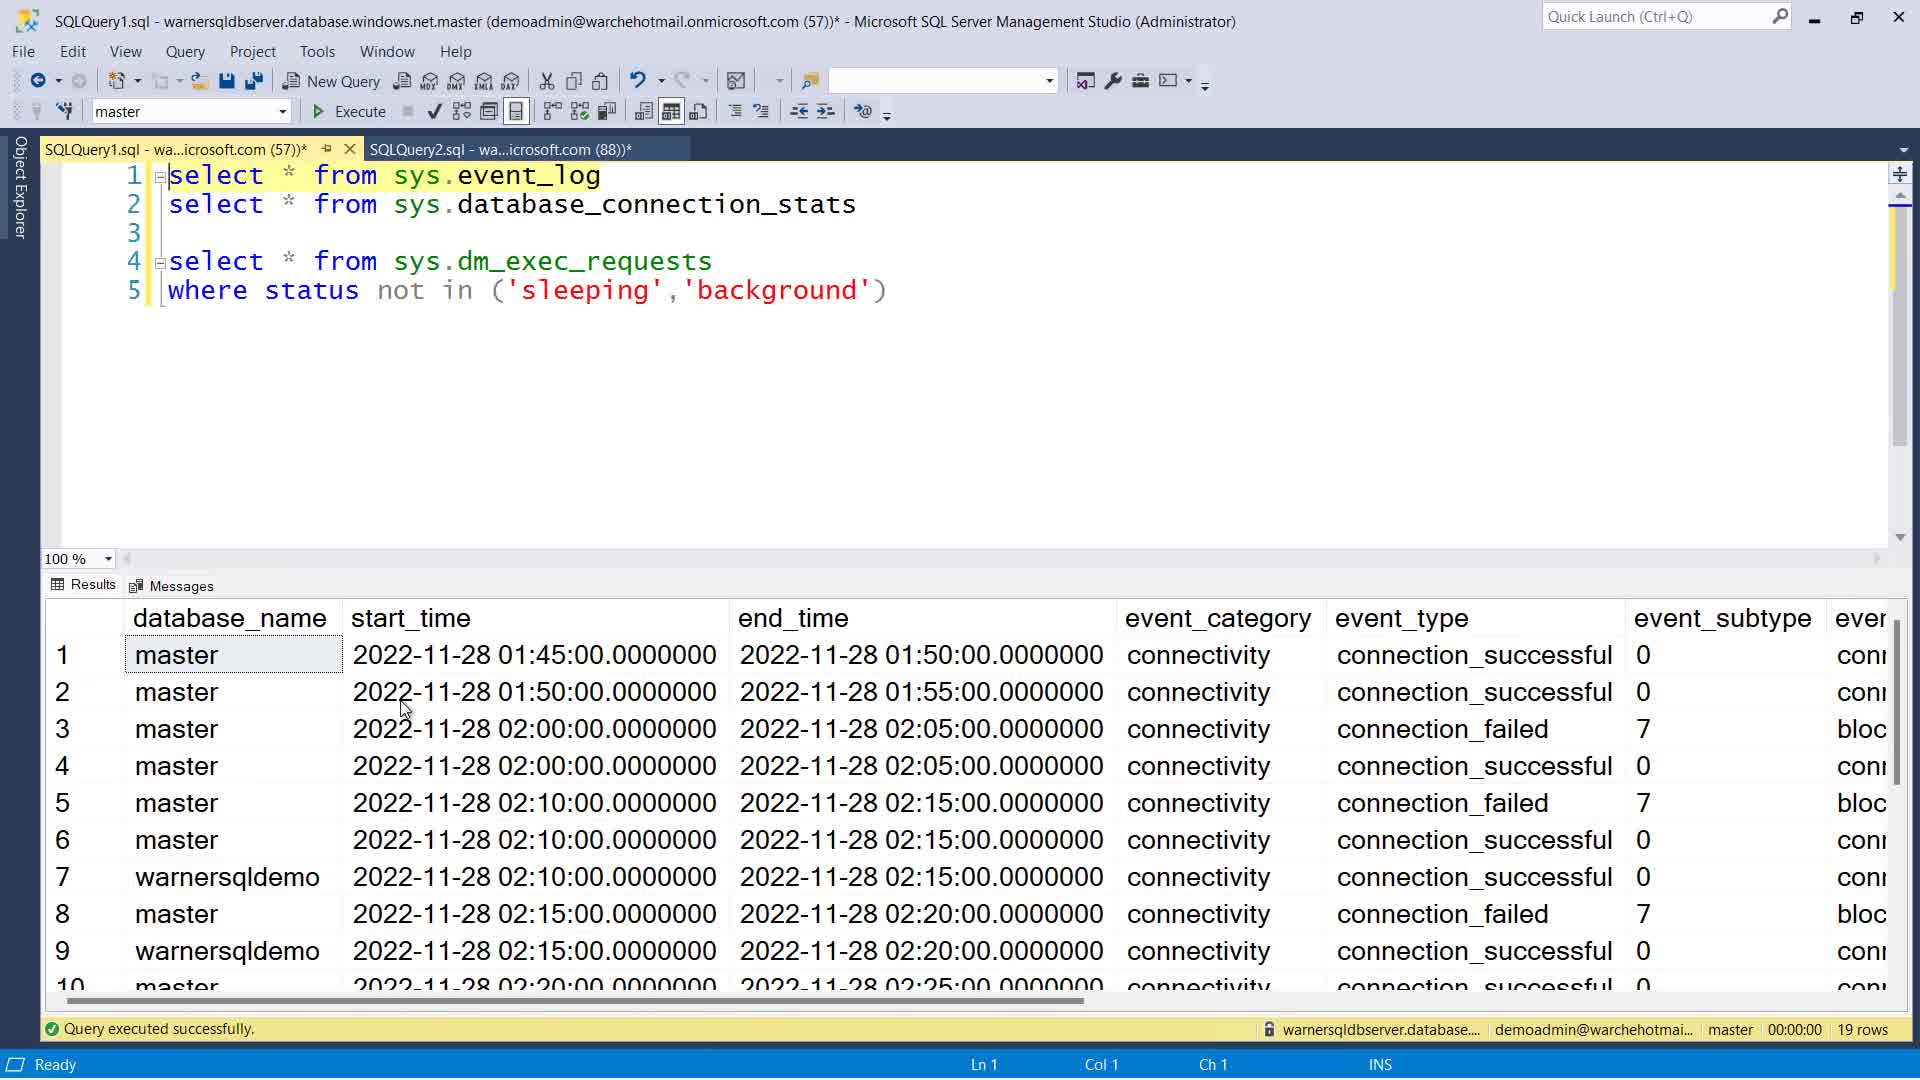 SQLQuery1.sql - warnersqldbserver.database.windows.net.master (demoadmin@warchehotmail.onmicrosoft.com (57))* - Microsoft SQL Server Management Studio (Administrator)
Quick Launch (Ctrl+Q)
File Edit View Query Project Tools Window Help
New Query MDX DMX XMLA DAX
master Execute
Object Explorer
SQLQuery1.sql - wa...icrosoft.com (57))* SQLQuery2.sql - wa...icrosoft.com (88))*
1 select * from sys.event_log
2 select * from sys.database_connection_stats
3
4 select * from sys.dm_exec_requests
5 where status not in ('sleeping','background')
100 %
Results Messages
database_name start_time end_time event_category event_type event_subtype ever
1 master 2022-11-28 01:45:00.0000000 2022-11-28 01:50:00.0000000 connectivity connection_successful 0 conr
2 master 2022-11-28 01:50:00.0000000 2022-11-28 01:55:00.0000000 connectivity connection_successful 0 conr
3 master 2022-11-28 02:00:00.0000000 2022-11-28 02:05:00.0000000 connectivity connection_failed 7 bloc
4 master 2022-11-28 02:00:00.0000000 2022-11-28 02:05:00.0000000 connectivity connection_successful 0 conr
5 master 2022-11-28 02:10:00.0000000 2022-11-28 02:15:00.0000000 connectivity connection_failed 7 bloc
6 master 2022-11-28 02:10:00.0000000 2022-11-28 02:15:00.0000000 connectivity connection_successful 0 conr
7 warnersqldemo 2022-11-28 02:10:00.0000000 2022-11-28 02:15:00.0000000 connectivity connection_successful 0 conr
8 master 2022-11-28 02:15:00.0000000 2022-11-28 02:20:00.0000000 connectivity connection_failed 7 bloc
9 warnersqldemo 2022-11-28 02:15:00.0000000 2022-11-28 02:20:00.0000000 connectivity connection_successful 0 conr
10 master 2022-11-28 02:20:00.0000000 2022-11-28 02:25:00.0000000 connectivity connection_successful 0 conr
Query executed successfully. warnersqldbserver.database.... demoadmin@warchehotmai... master 00:00:00 19 rows
Ready Ln 1 Col 1 Ch 1 INS